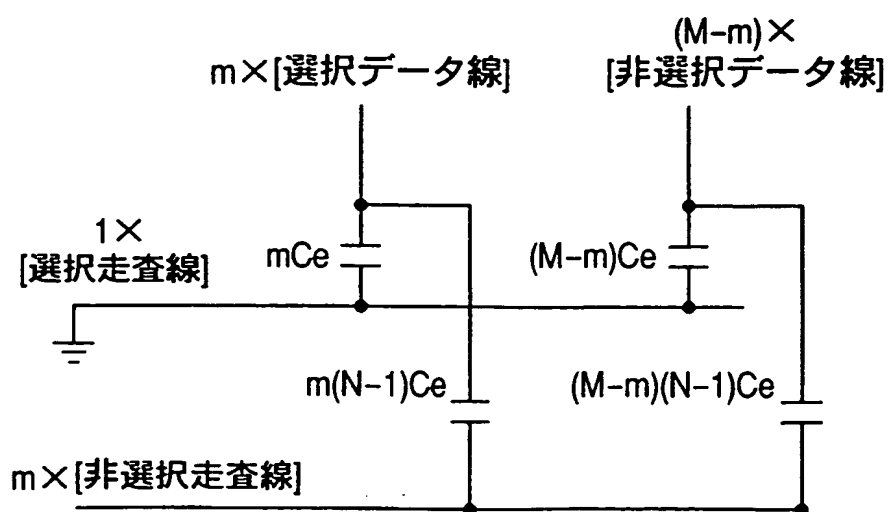 m×[選択データ線]
(M-m)×
[非選択データ線]
1×
[選択走査線]
mCe
(M-m)Ce
m(N-1)Ce
(M-m)(N-1)Ce
m×[非選択走査線]